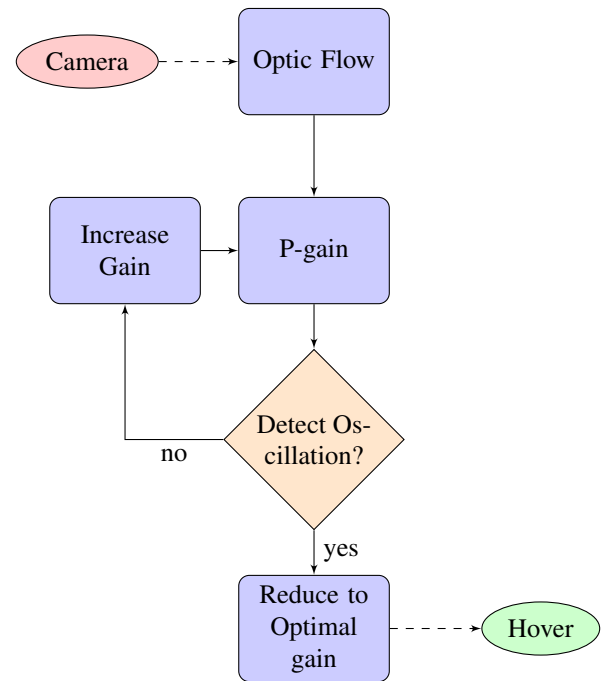 Camera
Optic Flow
Increase
Gain
P-gain
Detect Os-
cillation?
no
yes
Reduce to
Optimal
gain
Hover